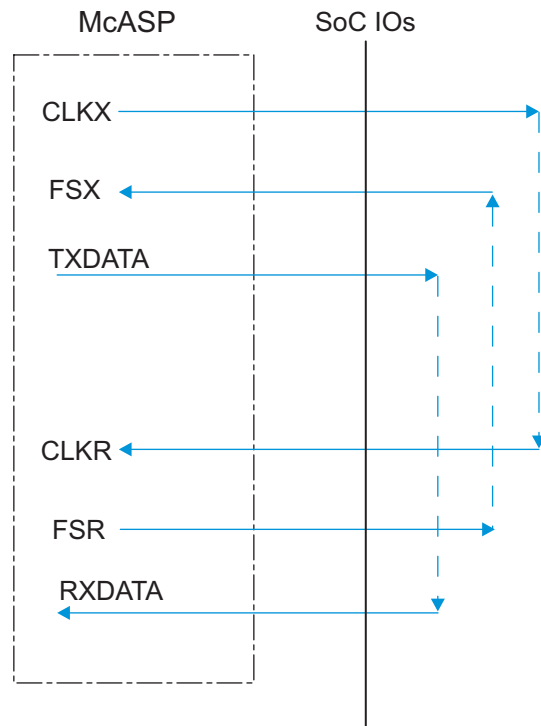 McASP
SoC IOs
CLKX
FSX
TXDATA
CLKR
FSR
RXDATA